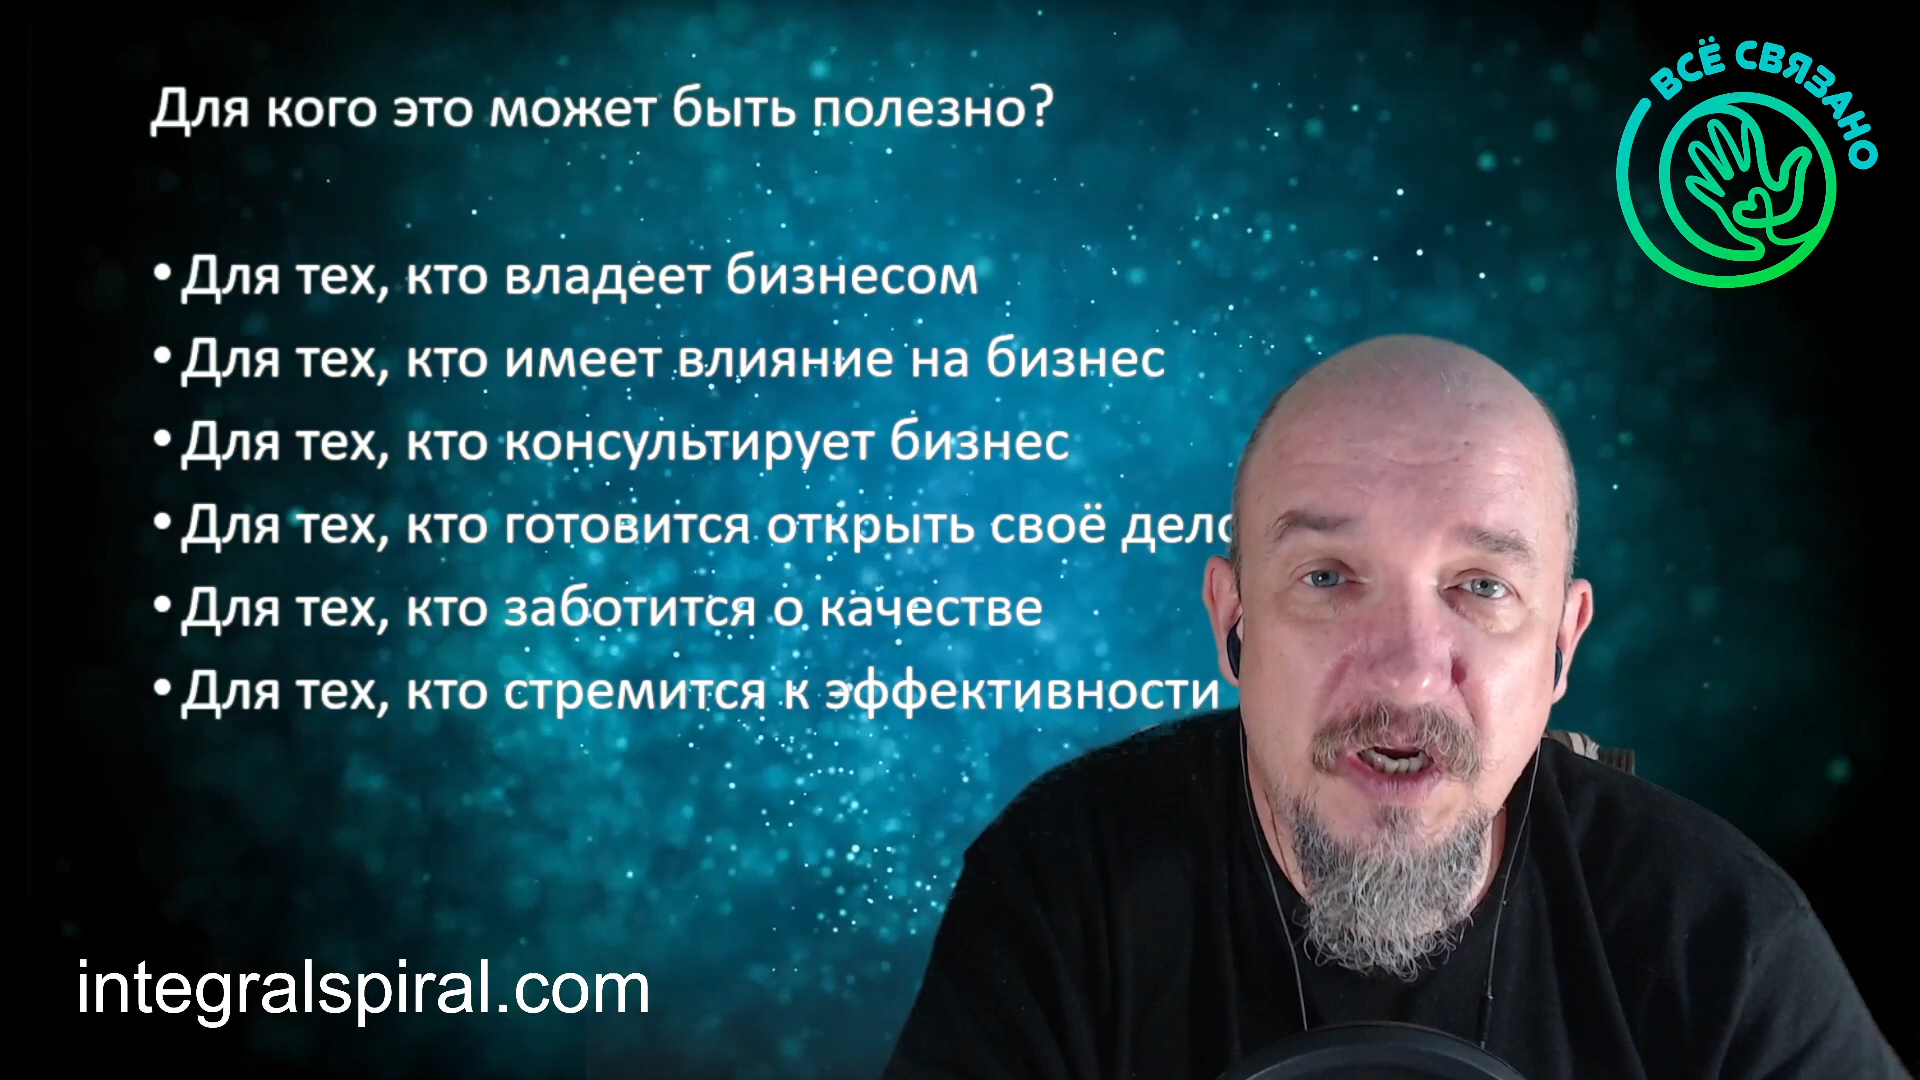 ВСЁ СВЯЗАНО
Для кого это может быть полезно?
• Для тех, кто владеет бизнесом
• Для тех, кто имеет влияние на бизнес
• Для тех, кто консультирует бизнес
• Для тех, кто готовится открыть своё дело
• Для тех, кто заботится о качестве
• Для тех, кто стремится к эффективности
integralspiral.com